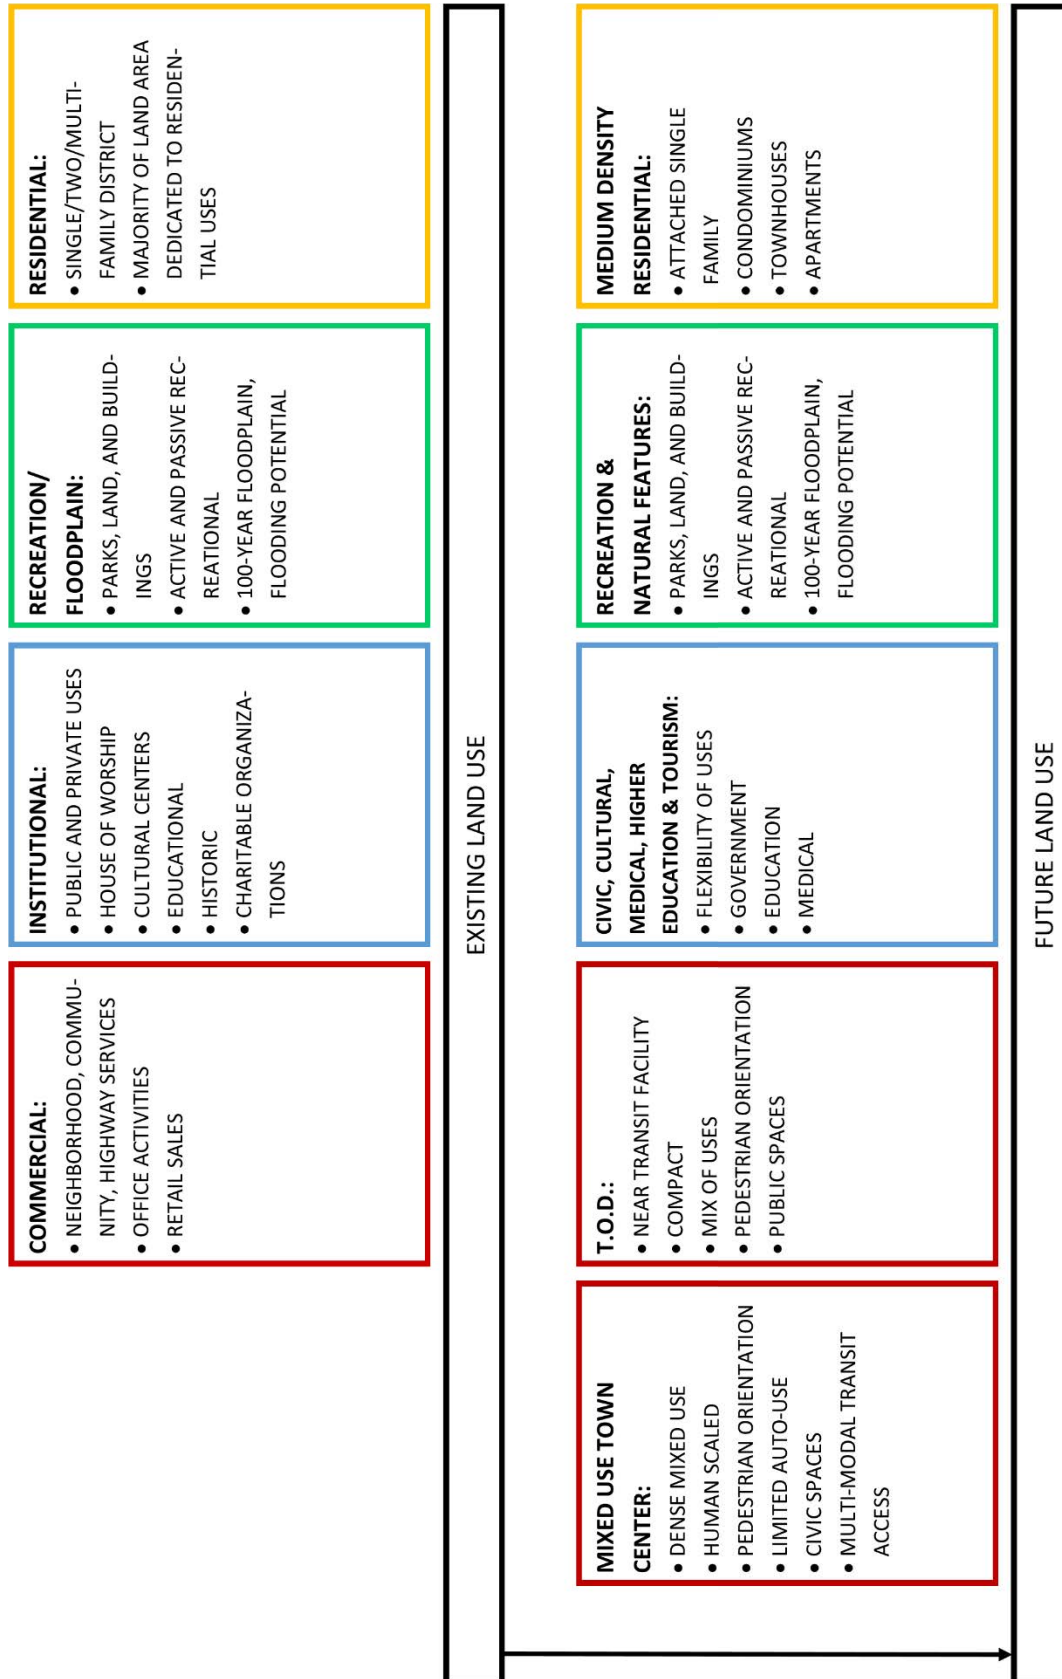 COMMERCIAL:
• NEIGHBORHOOD, COMMU-
NITY, HIGHWAY SERVICES
• OFFICE ACTIVITIES
• RETAIL SALES
INSTITUTIONAL:
• PUBLIC AND PRIVATE USES
• HOUSE OF WORSHIP
• CULTURAL CENTERS
• EDUCATIONAL
• HISTORIC
• CHARITABLE ORGANIZA-
TIONS
RECREATION/
FLOODPLAIN:
• PARKS, LAND, AND BUILD-
INGS
• ACTIVE AND PASSIVE REC-
REATIONAL
• 100-YEAR FLOODPLAIN,
FLOODING POTENTIAL
RESIDENTIAL:
• SINGLE/TWO/MULTI-
FAMILY DISTRICT
• MAJORITY OF LAND AREA
DEDICATED TO RESIDEN-
TIAL USES
EXISTING LAND USE
MIXED USE TOWN
CENTER:
• DENSE MIXED USE
• HUMAN SCALED
• PEDESTRIAN ORIENTATION
• LIMITED AUTO-USE
• CIVIC SPACES
• MULTI-MODAL TRANSIT
ACCESS
T.O.D.:
• NEAR TRANSIT FACILITY
• COMPACT
• MIX OF USES
• PEDESTRIAN ORIENTATION
• PUBLIC SPACES
CIVIC, CULTURAL,
MEDICAL, HIGHER
EDUCATION & TOURISM:
• FLEXIBILITY OF USES
• GOVERNMENT
• EDUCATION
• MEDICAL
RECREATION &
NATURAL FEATURES:
• PARKS, LAND, AND BUILD-
INGS
• ACTIVE AND PASSIVE REC-
REATIONAL
• 100-YEAR FLOODPLAIN,
FLOODING POTENTIAL
MEDIUM DENSITY
RESIDENTIAL:
• ATTACHED SINGLE
FAMILY
• CONDOMINIUMS
• TOWNHOUSES
• APARTMENTS
FUTURE LAND USE